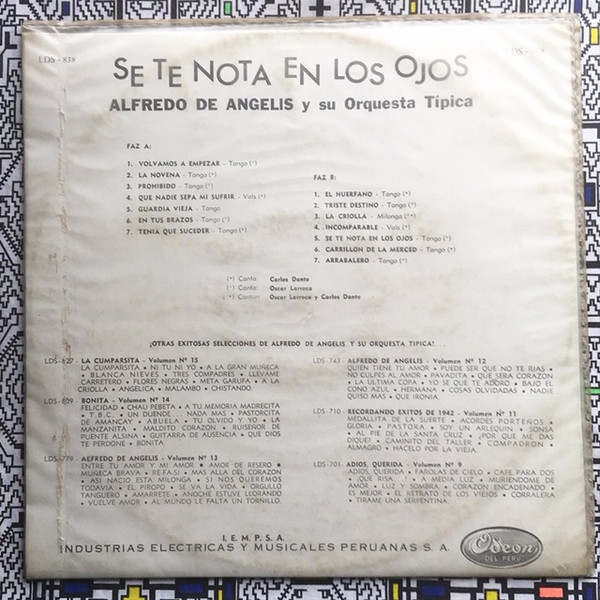 LDS - 838
SE TE NOTA EN LOS OJOS
ALFREDO DE ANGELIS y su Orquesta Típica
FAZ A:
1. VOLVAMOS A EMPEZAR - Tango (*)
2. LA NOVENA - Tango (*)
3. PROHIBIDO - Tango (*)
4. QUE NADIE SEPA MI SUFRIR - Vals (*)
5. GUARDIA VIEJA - Tango
6. EN TUS BRAZOS - Tango (*)
7. TENIA QUE SUCEDER - Tango (*)
FAZ B:
1. EL HUERFANO - Tango (*)
2. TRISTE DESTINO - Tango (*)
3. LA CRIOLLA - Milonga (**)
4. INCOMPARABLE - Vals (*)
5. SE TE NOTA EN LOS OJOS - Tango (*)
6. CARRILLON DE LA MERCED - Tango (*)
7. ARRABALERO - Tango (*)
Canta: Carlos Dante
Canta: Oscar Larroca
Cantan: Oscar Larroca y Carlos Dante
¡OTRAS EXITOSAS SELECCIONES DE ALFREDO DE ANGELIS Y SU ORQUESTA TIPICA!...
LDS-827 - LA CUMPARSITA - Volumen Nº 15
LA CUMPARSITA • NI TU NI YO • A LA GRAN MUÑECA
• BLANCA NIEVES • TRES COMPADRES • LLEVAME
CARRETERO • FLORES NEGRAS • META GARUFA • A LA
CRIOLLA • ANGELICA • MALAMBO • CHISTANDO
LDS-809 - BONITA - Volumen Nº 14
FELICIDAD • CHAU PEBETA • A TU MEMORIA MADRECITA
• T.B.C. • UN DUENDE... NADA MAS • PASTORCITA
DE AMANCAY • ABUELA • TU OLVIDO Y YO • LA
MANZANITA • MALDITO CORAZON • RUISEÑOR DE
PUENTE ALSINA • GUITARRA DE AUSENCIA • QUE DIOS
TE PERDONE • BONITA
LDS-779 - ALFREDO DE ANGELIS - Volumen Nº 13
ENTRE TU AMOR Y MI AMOR • AMOR DE RESERO •
MUÑECA BRAVA • RE-FA-SI • MAS ALLA DEL CORAZON
• ASI NACIO ESTA MILONGA • SI NOS QUEREMOS
TODAVIA • EL PIROPO • SE VA LA VIDA • ORGULLO
TANGUERO • AMARRETE • ANOCHE ESTUVE LLORANDO
• VUELVE AMOR • AL MUNDO LE FALTA UN TORNILLO
LDS-743 - ALFREDO DE ANGELIS - Volumen Nº 12
QUIEN TIENE TU AMOR • PUEDE SER QUE NO TE RIAS •
NO CULPES AL AMOR • PAVADITA • QUE SERA CORAZON
• LA ULTIMA COPA • YO SE QUE TE ADORO • BAJO EL
CONO AZUL • HERMANA • COSAS OLVIDADAS • NADIE
QUISO MAS • QUE IRONIA
LDS-710 - RECORDANDO EXITOS DE 1942 - Volumen Nº 11
MEDALLITA DE LA SUERTE • ACORDES PORTEÑOS •
GLORIA • PASTORA • SOY UN ARLEQUIN • SONSA
• AL PIE DE LA SANTA CRUZ • ¿POR QUE ME DAS
DIQUE? • CAMINITO DEL TALLER • COMPADRON •
ALMAGRO • HACELO POR LA VIEJA
LDS-701 - ADIOS, QUERIDA - Volumen Nº 9
ADIOS, QUERIDA • FAROLAS DE CIELO • CAFE PARA DOS
• ¡QUE RISA...! • A MEDIA LUZ • MURIENDOME DE
AMOR • LUZ Y SOMBRA • CORAZON ENCADENADO •
ES MEJOR • EL RETRATO DE LOS VIEJOS • CORRALERA
• TIRAME UNA SERPENTINA
I. E. M. P. S. A.
INDUSTRIAS ELECTRICAS Y MUSICALES PERUANAS S. A.
Odeon
DEL PERU